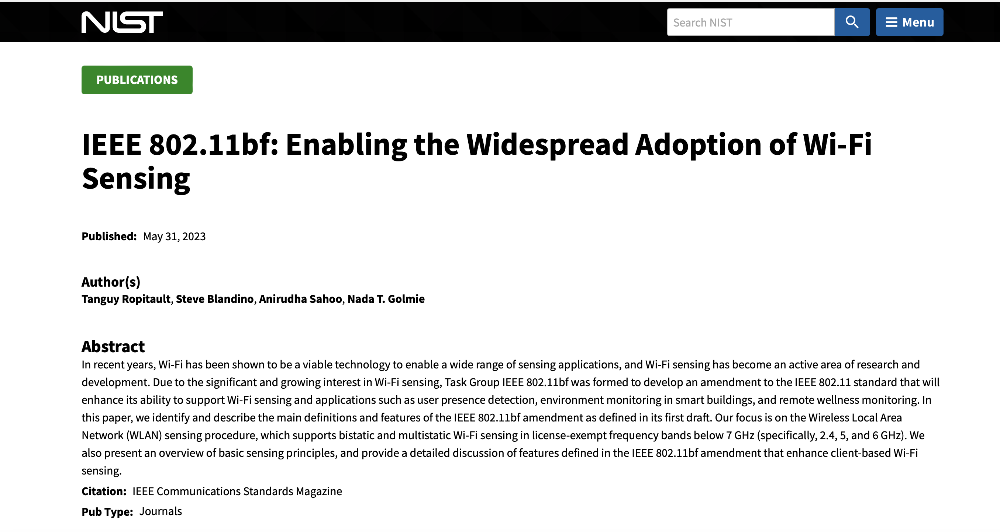 NIST
Search NIST
Menu
PUBLICATIONS
IEEE 802.11bf: Enabling the Widespread Adoption of Wi-Fi
Sensing
Published: May 31, 2023
Author(s)
Tanguy Ropitault, Steve Blandino, Anirudha Sahoo, Nada T. Golmie
Abstract
In recent years, Wi-Fi has been shown to be a viable technology to enable a wide range of sensing applications, and Wi-Fi sensing has become an active area of research and
development. Due to the significant and growing interest in Wi-Fi sensing, Task Group IEEE 802.11bf was formed to develop an amendment to the IEEE 802.11 standard that will
enhance its ability to support Wi-Fi sensing and applications such as user presence detection, environment monitoring in smart buildings, and remote wellness monitoring. In
this paper, we identify and describe the main definitions and features of the IEEE 802.11bf amendment as defined in its first draft. Our focus is on the Wireless Local Area
Network (WLAN) sensing procedure, which supports bistatic and multistatic Wi-Fi sensing in license-exempt frequency bands below 7 GHz (specifically, 2.4, 5, and 6 GHz). We
also present an overview of basic sensing principles, and provide a detailed discussion of features defined in the IEEE 802.11bf amendment that enhance client-based Wi-Fi
sensing.
Citation: IEEE Communications Standards Magazine
Pub Type: Journals